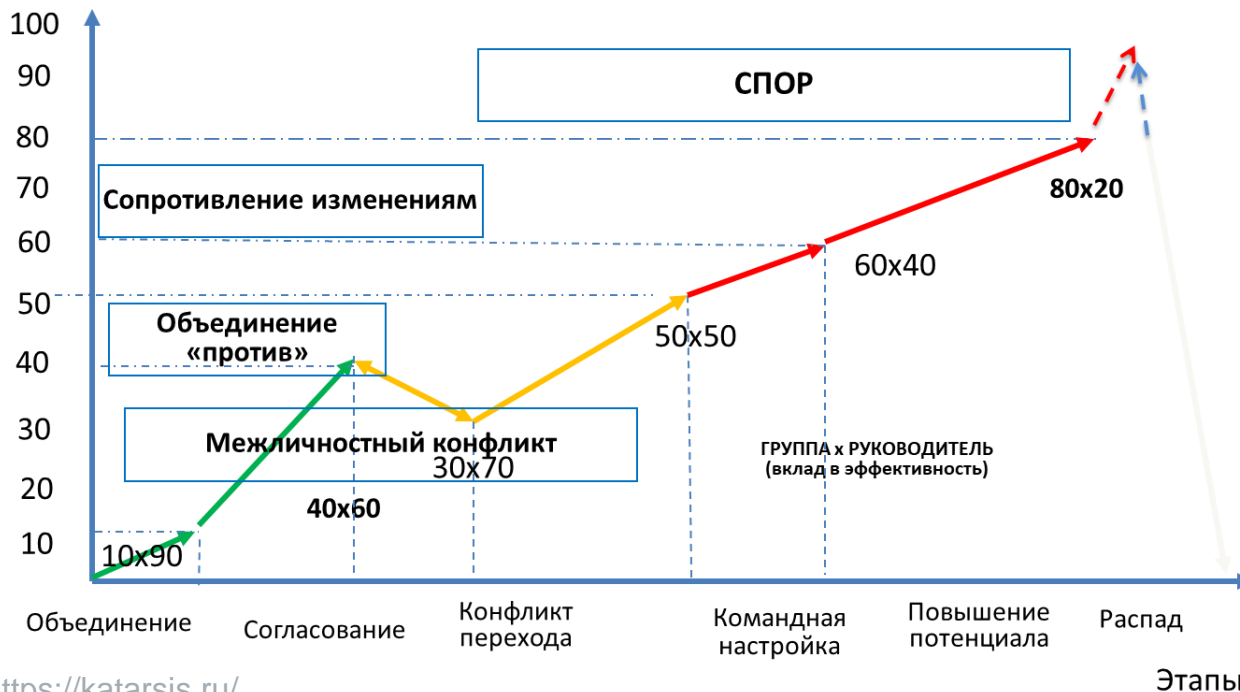 100
90
80
70
60
50
40
30
20
10
СПОР
Сопротивление изменениям
80х20
60х40
Объединение
«против»
50х50
Межличностный конфликт
30х70
ГРУППА х РУКОВОДИТЕЛЬ
(вклад в эффективность)
40х60
10х90
Объединение
Согласование
Конфликт
перехода
Командная
настройка
Повышение
потенциала
Распад
Этапы
ttps://katarsis.ru/